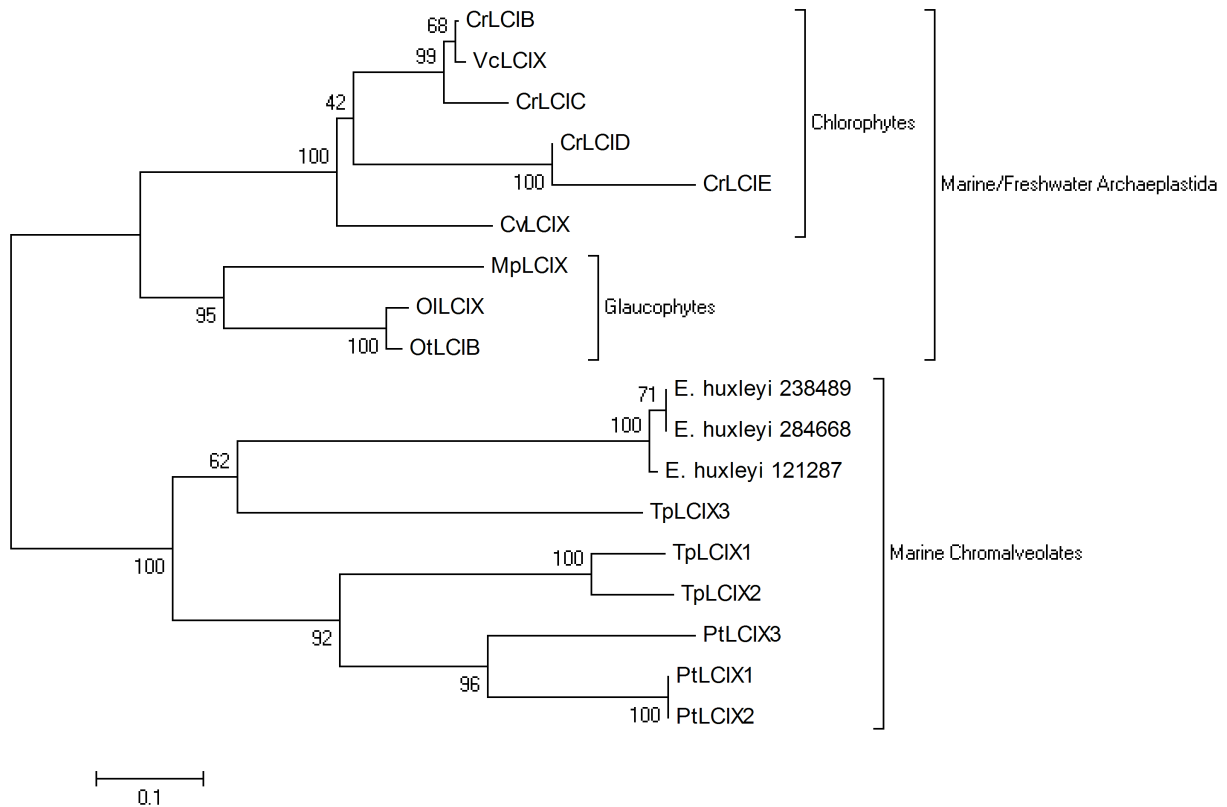 68
CrLCIB
99
VcLCIX
42
CrLCIC
Chlorophytes
100
CrLCID
100
CrLCIE
Marine/Freshwater Archaeplastida
CvLCIX
MpLCIX
95
OlLCIX
Glaucophytes
100
OtLCIB
71
E. huxleyi 238489
100
E. huxleyi 284668
62
E. huxleyi 121287
TpLCIX3
100
100
TpLCIX1
Marine Chromalveolates
TpLCIX2
92
PtLCIX3
96
PtLCIX1
100
PtLCIX2
0.1